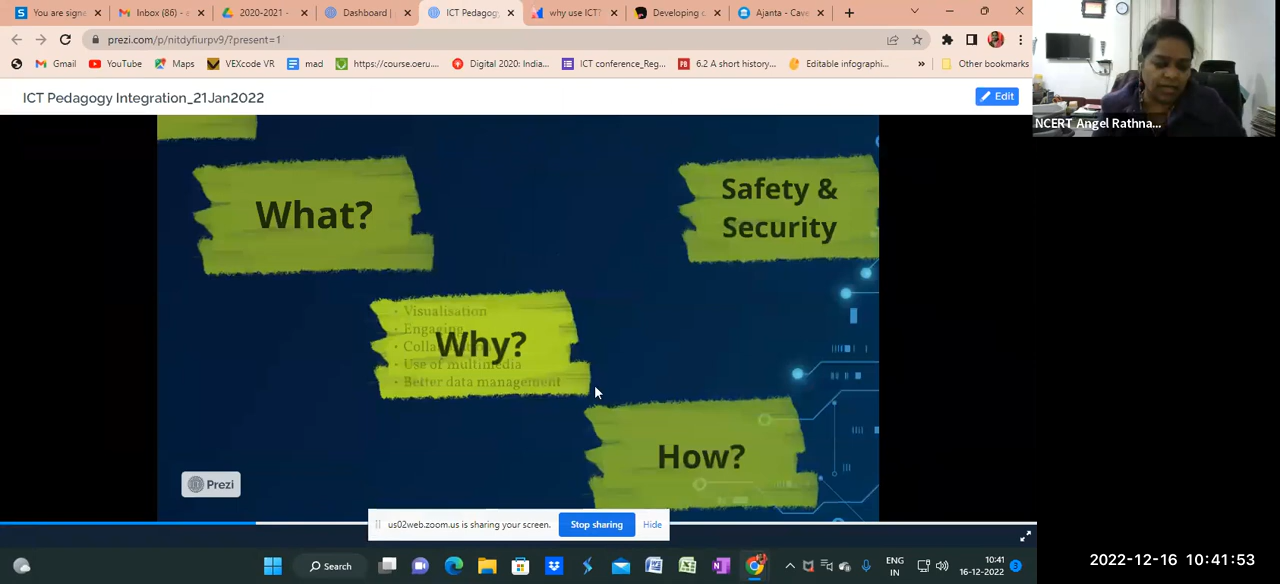 You are signe
Inbox (86) - a
2020-2021 -
Dashboard |
ICT Pedagog
why use ICT?
Developing c
Ajanta - Cave
prezi.com/p/nitdyfiurpv9/?present=1
Gmail
YouTube
Maps
VEXcode VR
mad
https://course.oeru....
Digital 2020: India...
ICT conference_Reg...
6.2 A short history...
Editable infographi...
»
Other bookmarks
ICT Pedagogy Integration_21Jan2022
Edit
NCERT Angel Rathna...
What?
Safety &
Security
• Visualisation
• Engaging
Why?
• Use of multimedia
• Better data management
How?
Prezi
us02web.zoom.us is sharing your screen.
Stop sharing
Hide
Search
ENG
IN
10:41
16-12-2022
3
2022-12-16 10:41:53